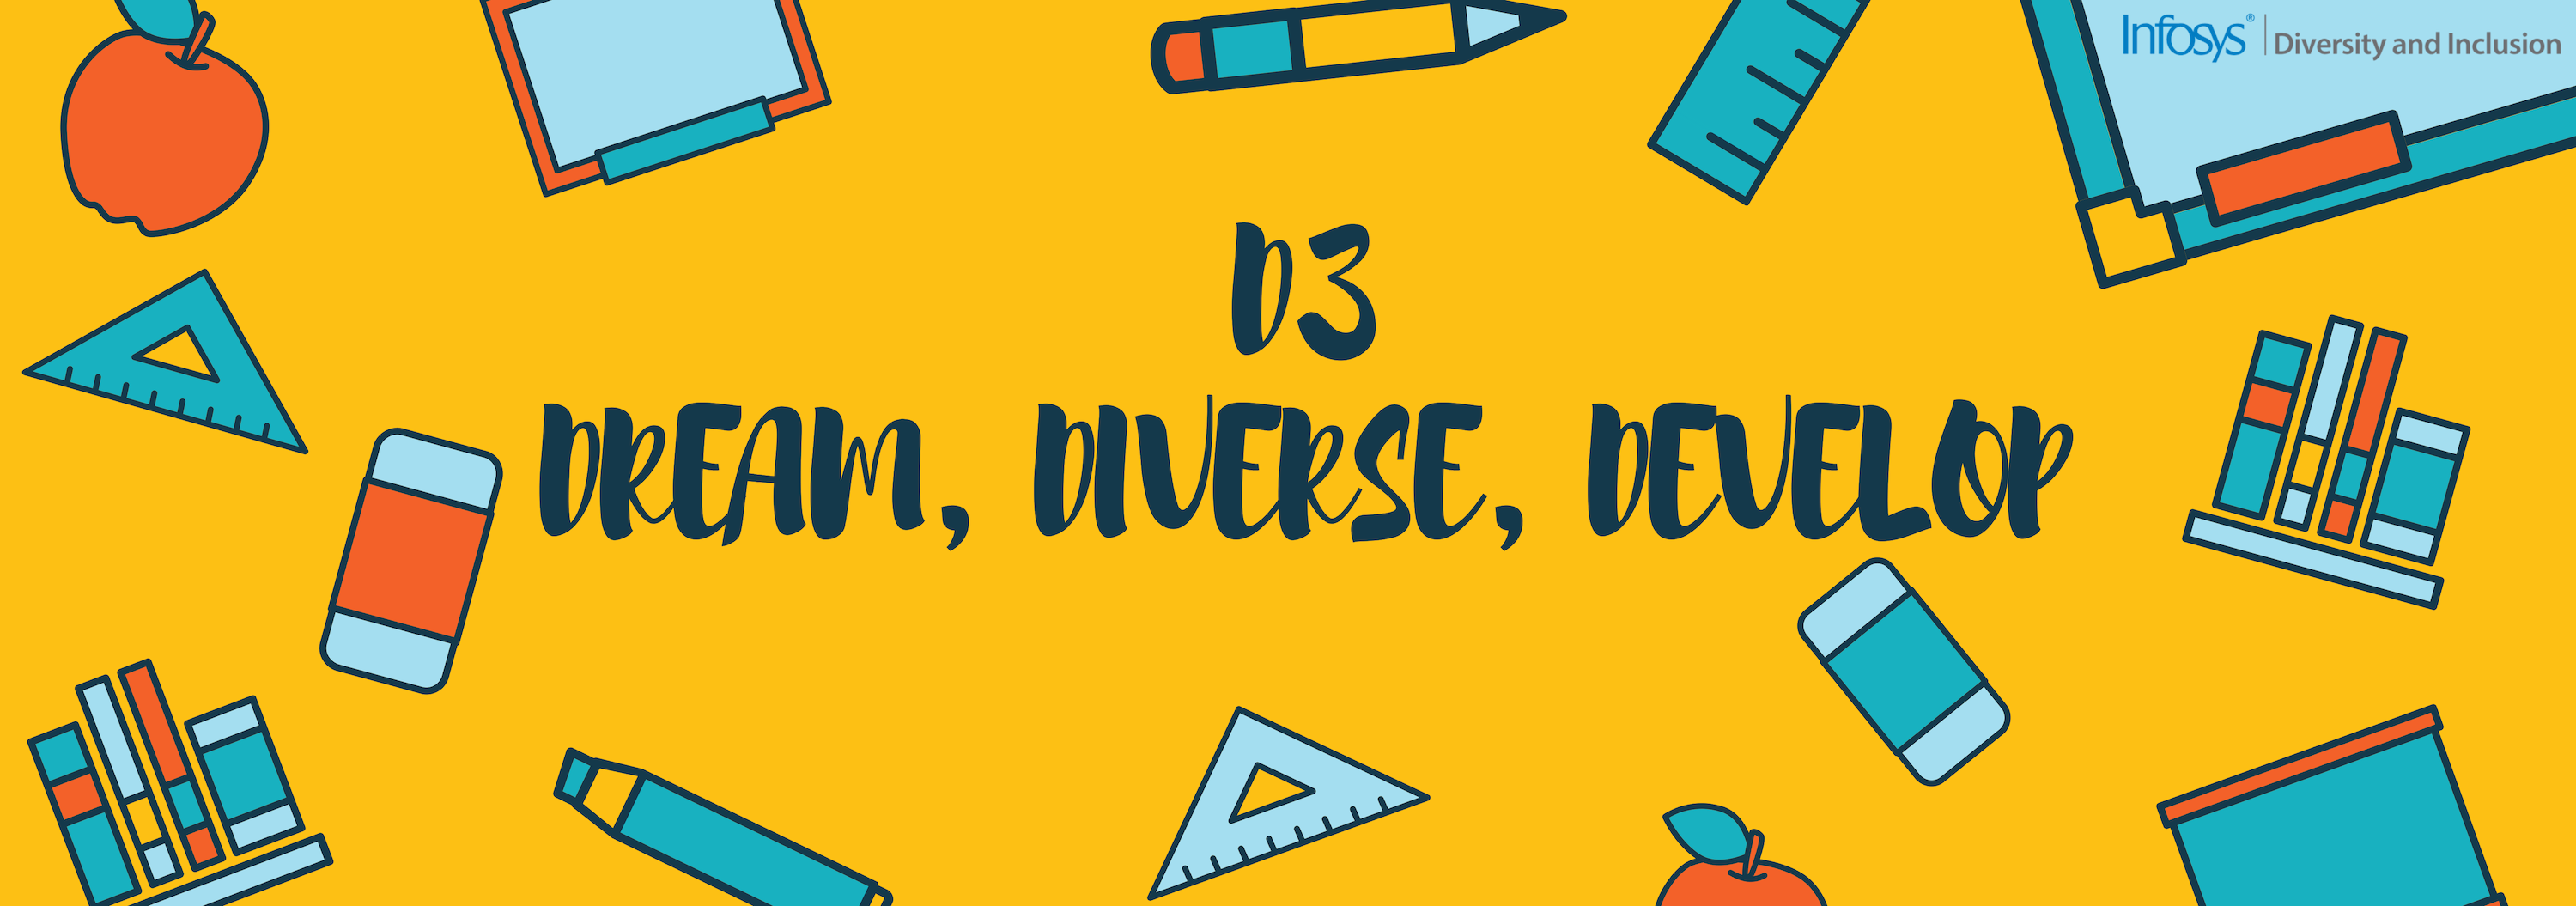 Infosys® | Diversity and Inclusion
D3
DREAM, DIVERSE, DEVELOP